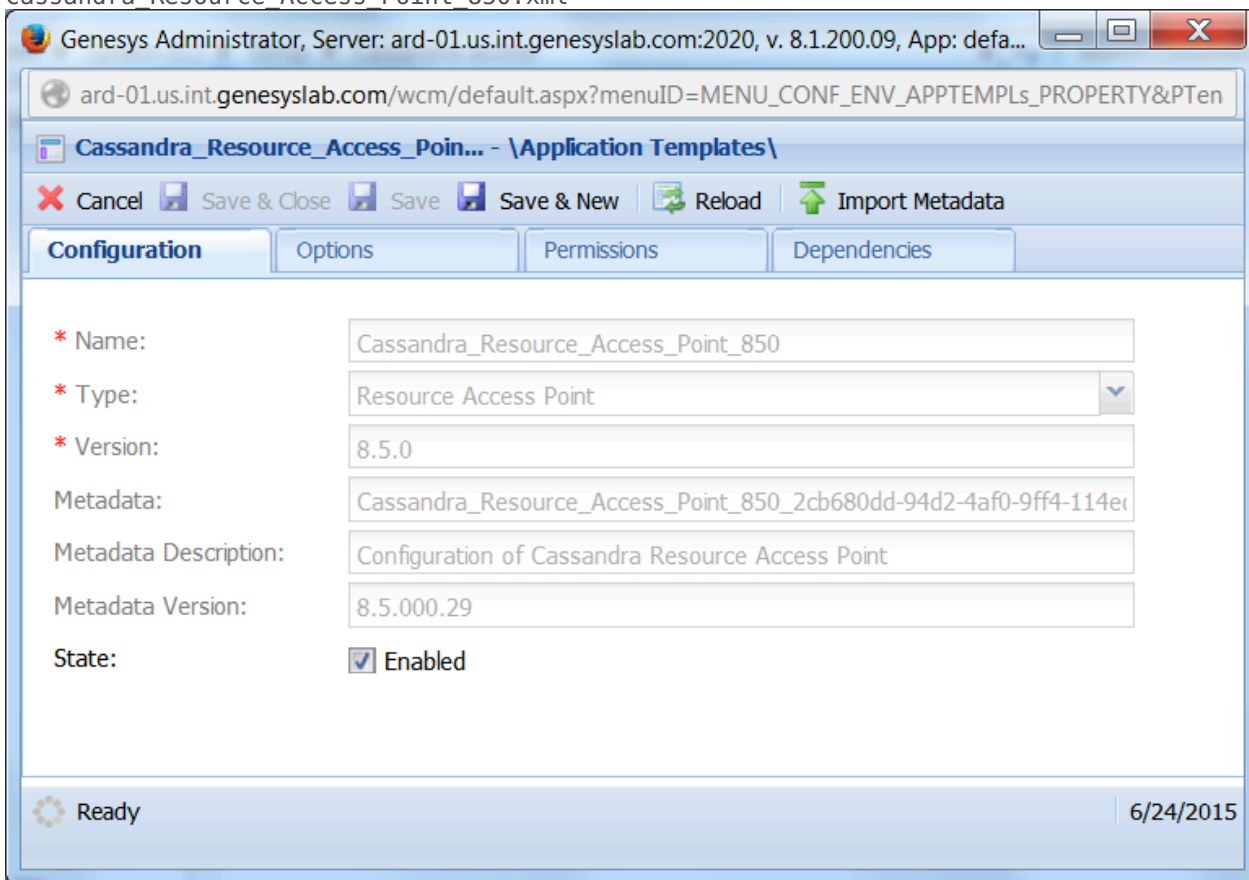 Cassandra_Resource_Access_Point_850.xml
Genesys Administrator, Server: ard-01.us.int.genesyslab.com:2020, v. 8.1.200.09, App: defa...
ard-01.us.int.genesyslab.com/wcm/default.aspx?menuID=MENU_CONF_ENV_APPTEMPLs_PROPERTY&PTen
Cassandra_Resource_Access_Poin... - \Application Templates\
Cancel Save & Close Save Save & New Reload Import Metadata
Configuration Options Permissions Dependencies
* Name: Cassandra_Resource_Access_Point_850
* Type: Resource Access Point
* Version: 8.5.0
Metadata: Cassandra_Resource_Access_Point_850_2cb680dd-94d2-4af0-9ff4-114ec
Metadata Description: Configuration of Cassandra Resource Access Point
Metadata Version: 8.5.000.29
State: Enabled
Ready 6/24/2015